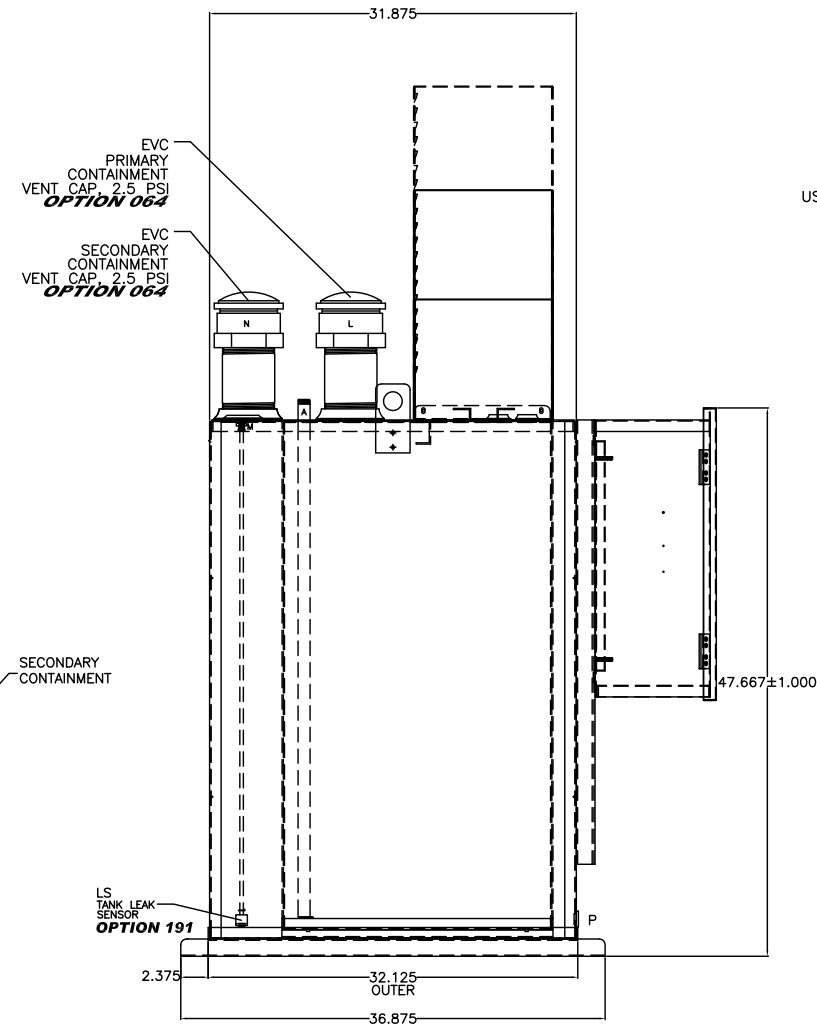 31.875
EVC
PRIMARY
CONTAINMENT
VENT CAP, 2.5 PSI
OPTION 064
US
EVC
SECONDARY
CONTAINMENT
VENT CAP, 2.5 PSI
OPTION 064
N
L
A
M
8
8
SECONDARY
CONTAINMENT
47.667±1.000
LS
TANK LEAK
SENSOR
OPTION 191
P
2.375
32.125
OUTER
36.875